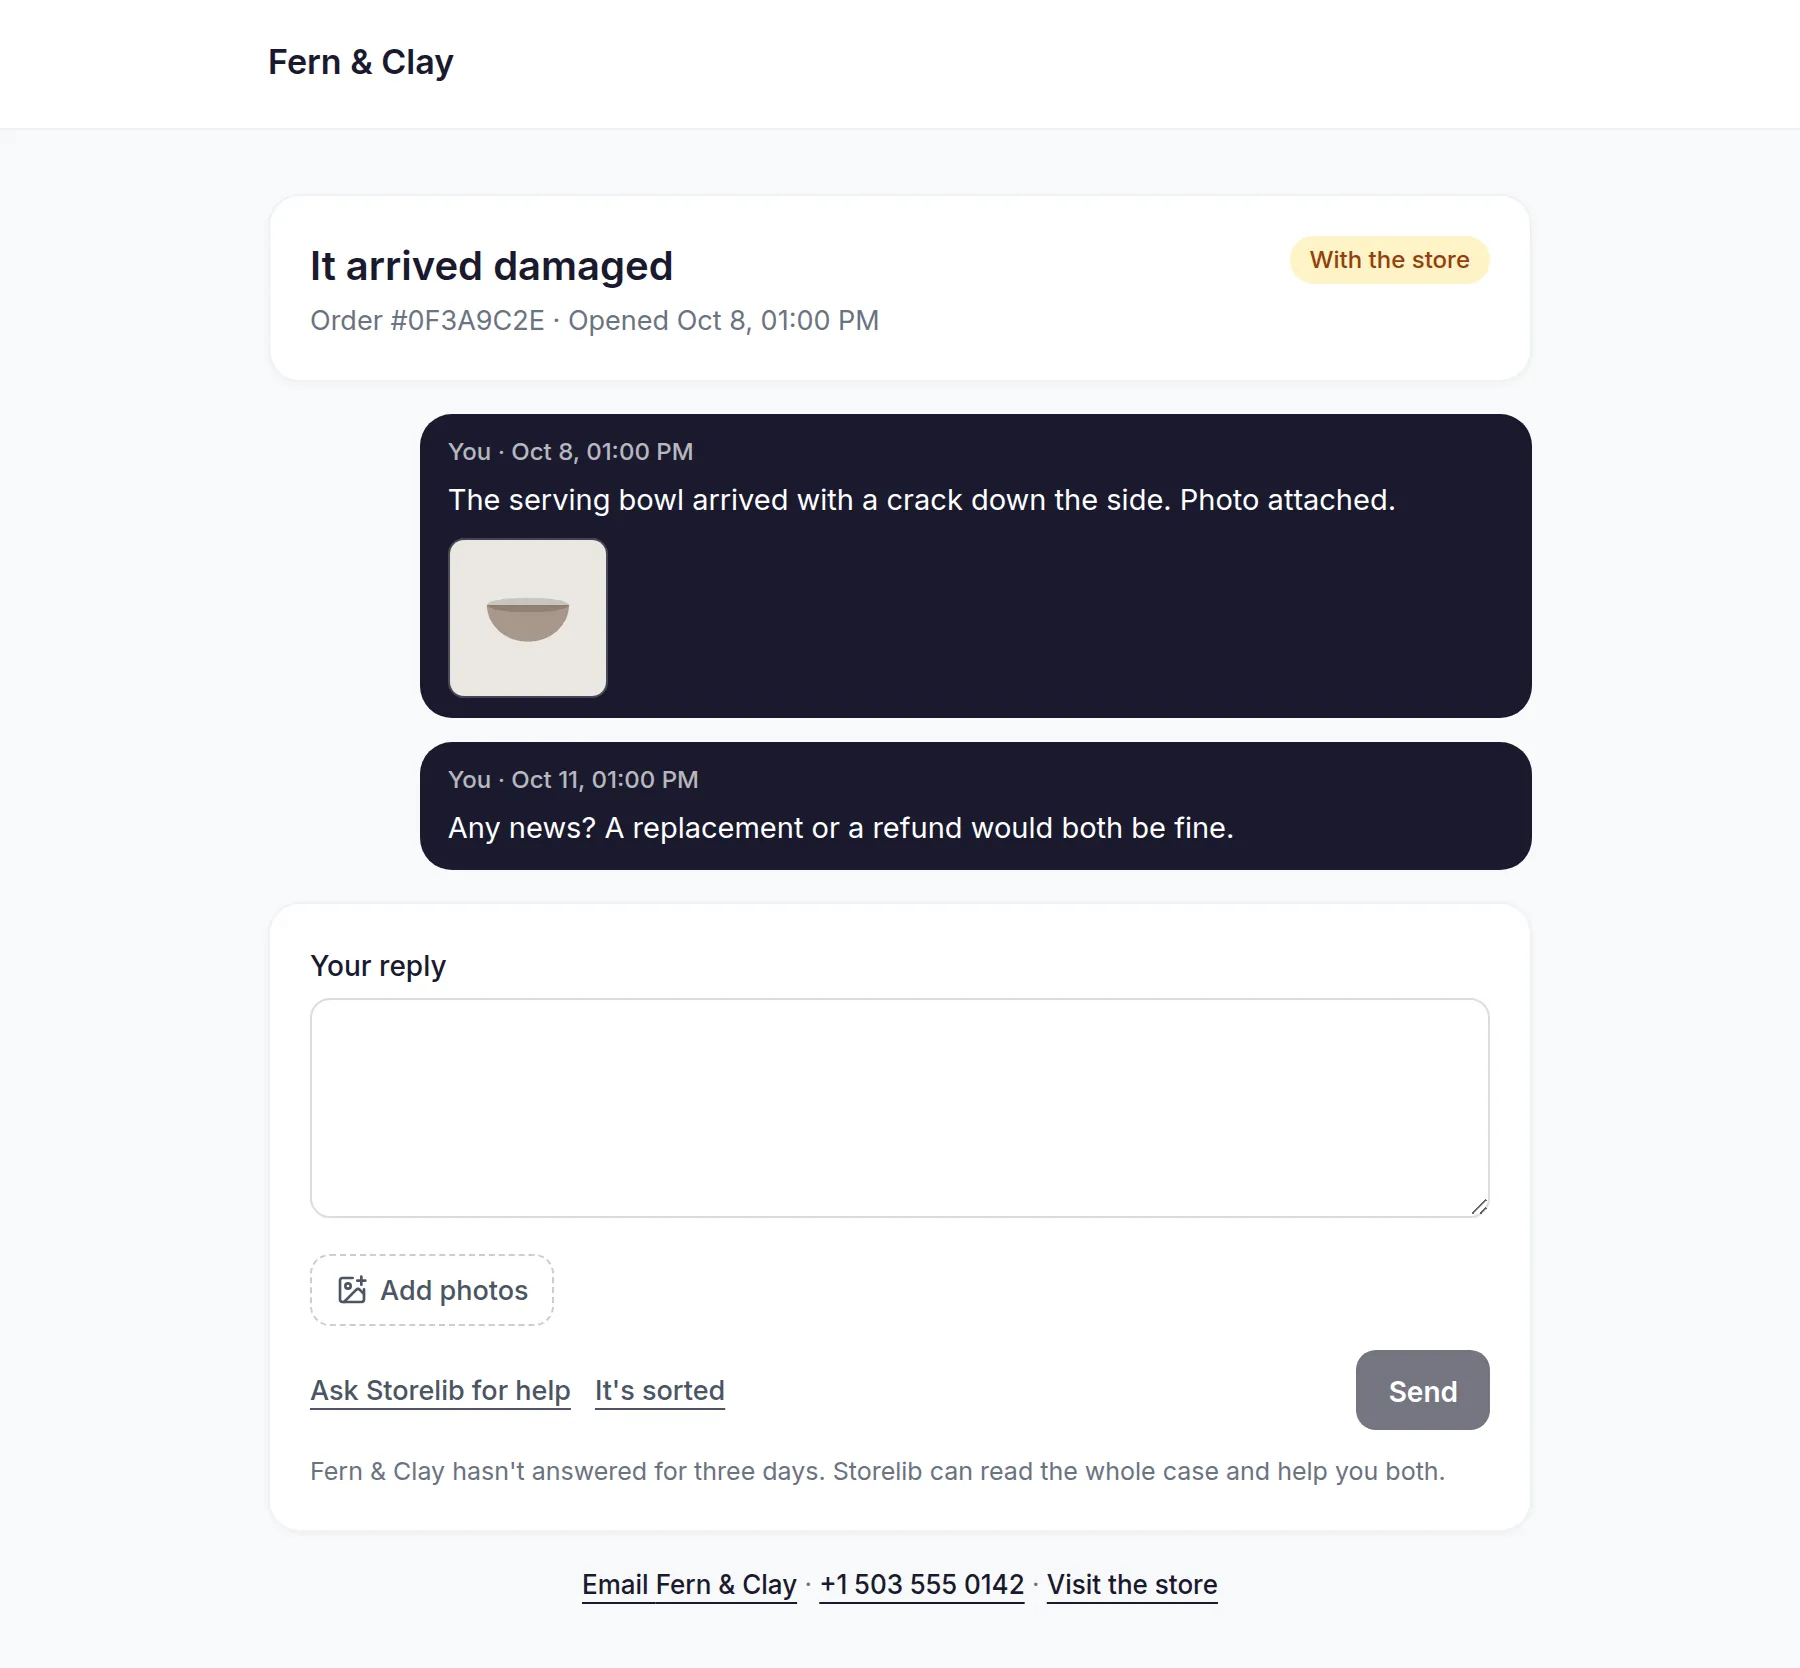 Fern & Clay
It arrived damaged
With the store
Order #0F3A9C2E · Opened Oct 8, 01:00 PM
You · Oct 8, 01:00 PM
The serving bowl arrived with a crack down the side. Photo attached.
You · Oct 11, 01:00 PM
Any news? A replacement or a refund would both be fine.
Your reply
Add photos
Ask Storelib for help It's sorted
Send
Fern & Clay hasn't answered for three days. Storelib can read the whole case and help you both.
Email Fern & Clay · +1 503 555 0142 · Visit the store